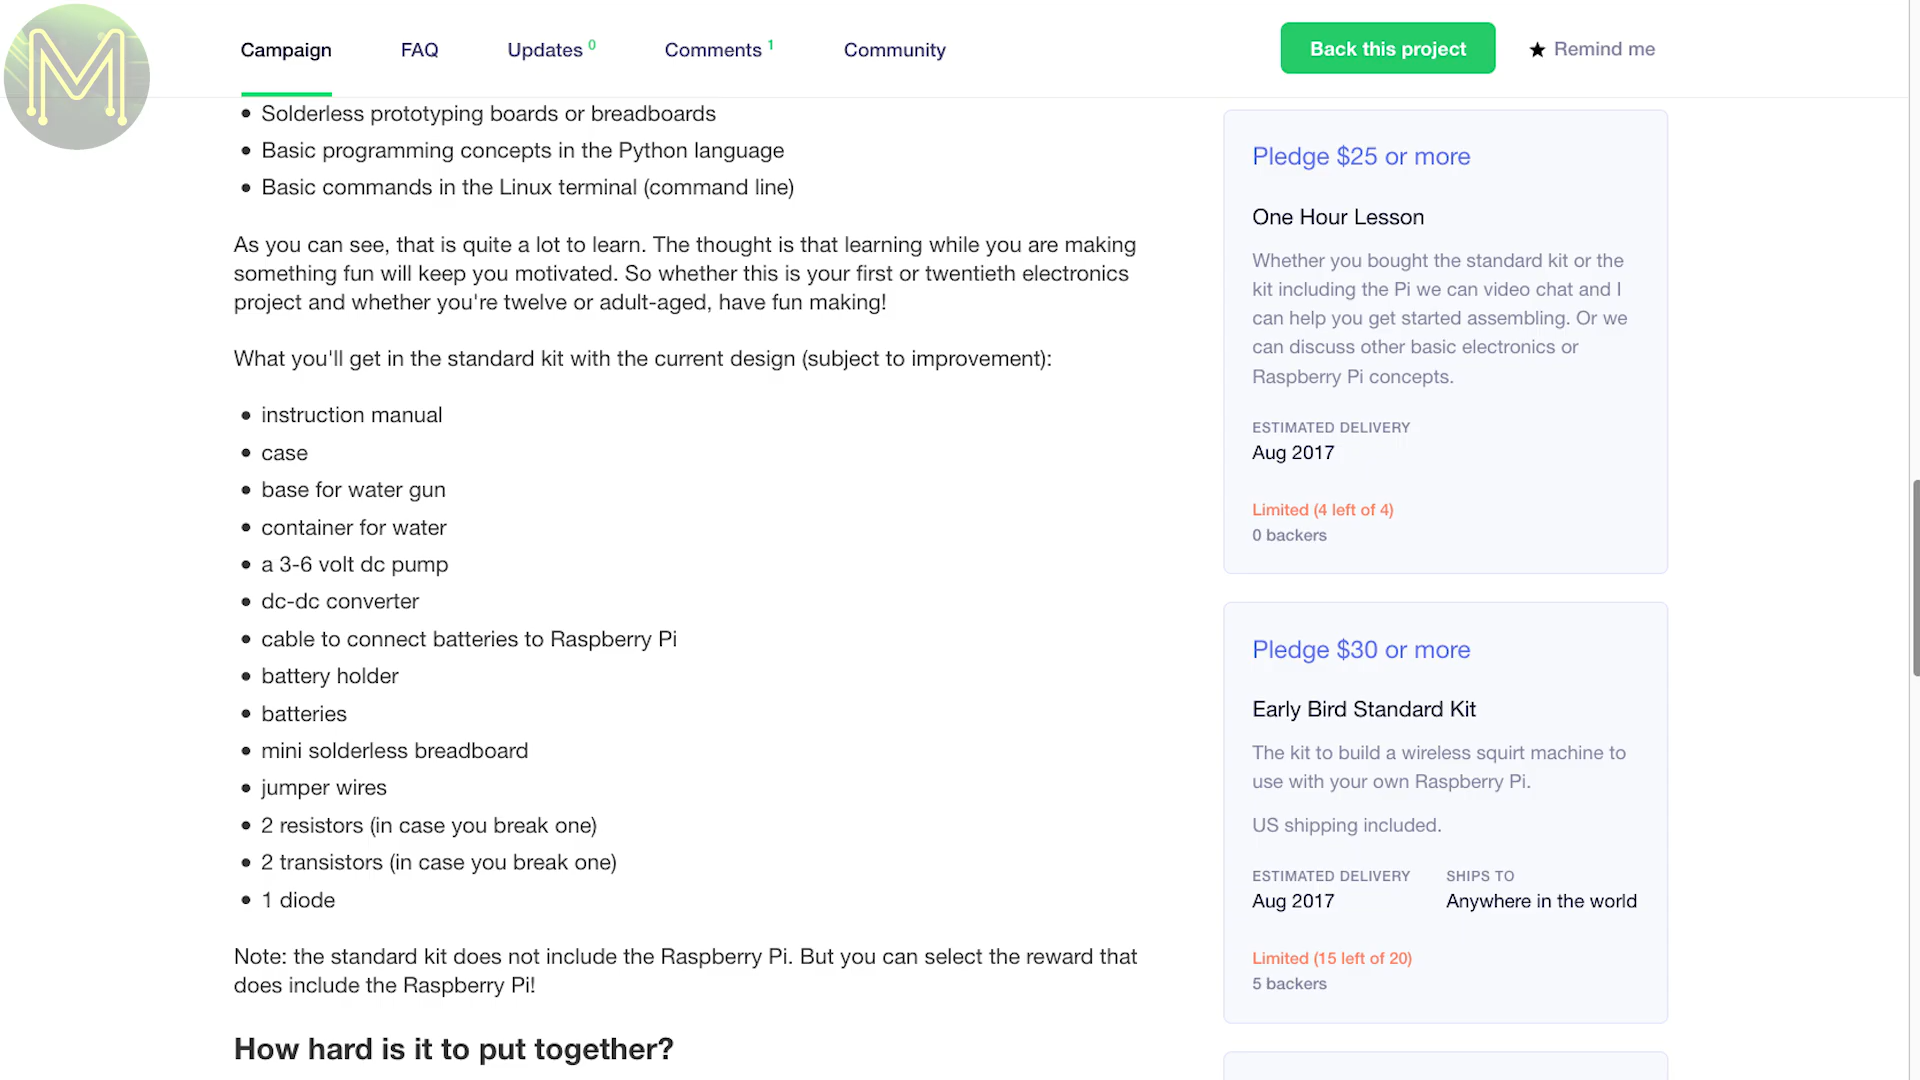 M
Campaign
FAQ
Updates 0
Comments 1
Community
Back this project
★ Remind me
• Solderless prototyping boards or breadboards
• Basic programming concepts in the Python language
• Basic commands in the Linux terminal (command line)
As you can see, that is quite a lot to learn. The thought is that learning while you are making
something fun will keep you motivated. So whether this is your first or twentieth electronics
project and whether you're twelve or adult-aged, have fun making!
What you'll get in the standard kit with the current design (subject to improvement):
• instruction manual
• case
• base for water gun
• container for water
• a 3-6 volt dc pump
• dc-dc converter
• cable to connect batteries to Raspberry Pi
• battery holder
• batteries
• mini solderless breadboard
• jumper wires
• 2 resistors (in case you break one)
• 2 transistors (in case you break one)
• 1 diode
Note: the standard kit does not include the Raspberry Pi. But you can select the reward that
does include the Raspberry Pi!
How hard is it to put together?
Pledge $25 or more
One Hour Lesson
Whether you bought the standard kit or the
kit including the Pi we can video chat and I
can help you get started assembling. Or we
can discuss other basic electronics or
Raspberry Pi concepts.
ESTIMATED DELIVERY
Aug 2017
Limited (4 left of 4)
0 backers
Pledge $30 or more
Early Bird Standard Kit
The kit to build a wireless squirt machine to
use with your own Raspberry Pi.
US shipping included.
ESTIMATED DELIVERY
Aug 2017
SHIPS TO
Anywhere in the world
Limited (15 left of 20)
5 backers